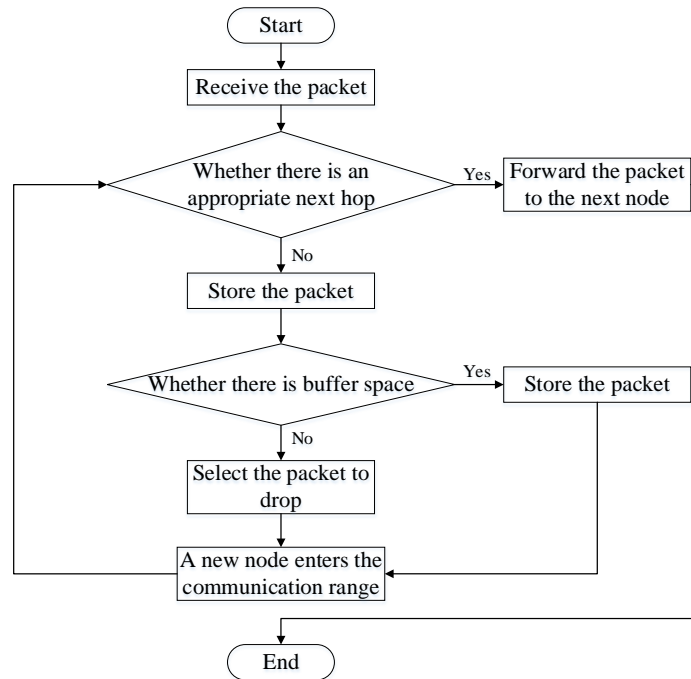 Start
Receive the packet
Whether there is an
appropriate next hop
Yes
Forward the packet
to the next node
No
Store the packet
Whether there is buffer space
Yes
Store the packet
No
Select the packet to
drop
A new node enters the
communication range
End